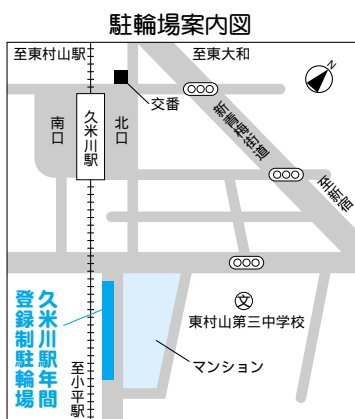 駐輪場案内図
至東村山駅
至東大和
N
交番
久米川駅
南口
北口
新青梅街道
至新宿
文
東村山第三中学校
マンション
久米川駅年間
登録制駐輪場
至小平駅